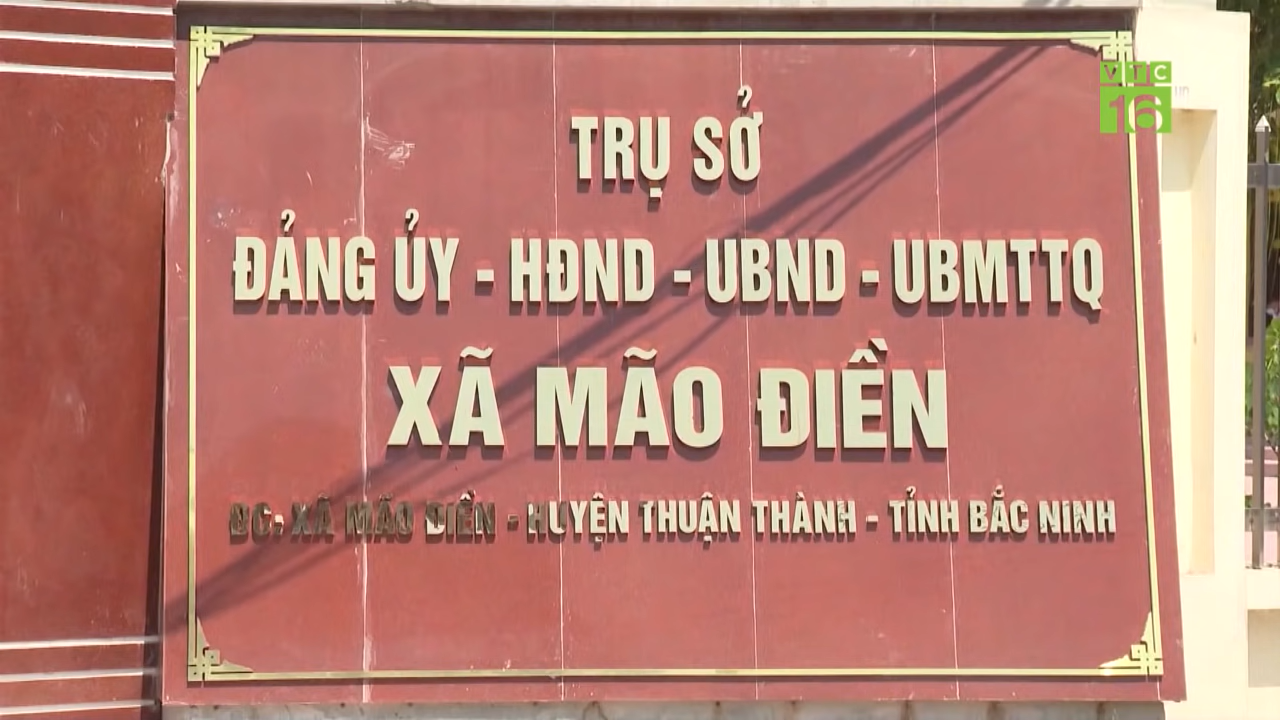 VTC
16
HD
TRỤ SỞ
ĐẢNG ỦY - HĐND - UBND - UBMTTQ
XÃ MÃO ĐIỀN
ĐC: XÃ MÃO ĐIỀN - HUYỆN THUẬN THÀNH - TỈNH BẮC NINH